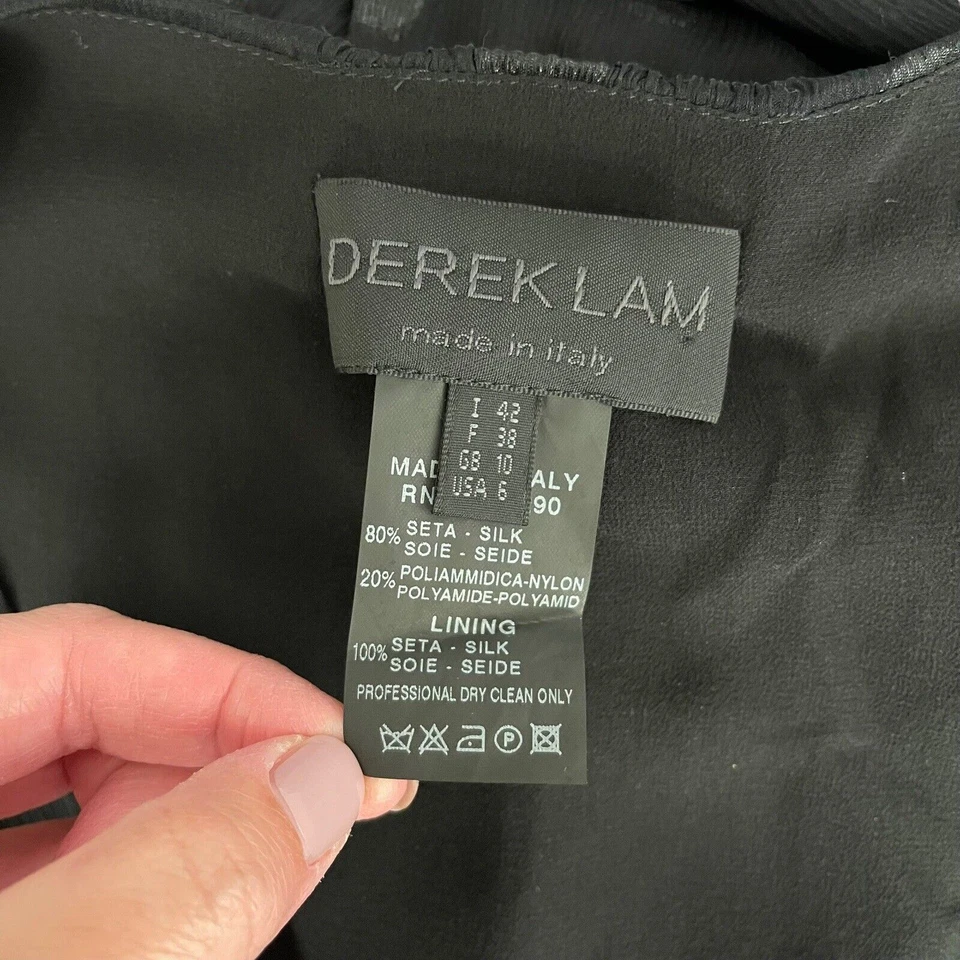 DEREK LAM
made in italy
I 42
F 38
GB 10
USA 6
MAD ALY
RN 90
80% SETA - SILK
SOIE - SEIDE
20% POLIAMMIDICA-NYLON
POLYAMIDE-POLYAMID
LINING
100% SETA - SILK
SOIE - SEIDE
PROFESSIONAL DRY CLEAN ONLY
P